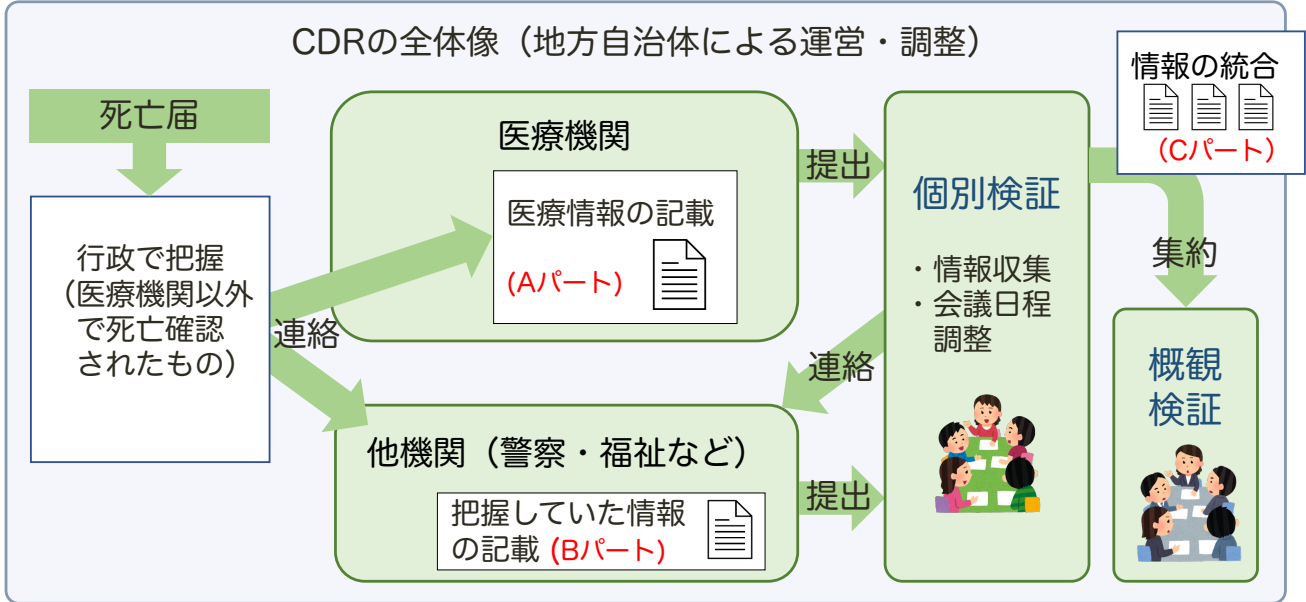 CDRの全体像（地方自治体による運営・調整）
死亡届
行政で把握
（医療機関以外
で死亡確認
されたもの）
連絡
医療機関
医療情報の記載
(Aパート)
提出
他機関（警察・福祉など）
把握していた情報
の記載 (Bパート)
提出
連絡
個別検証
・情報収集
・会議日程
調整
情報の統合
（Cパート）
集約
概観
検証